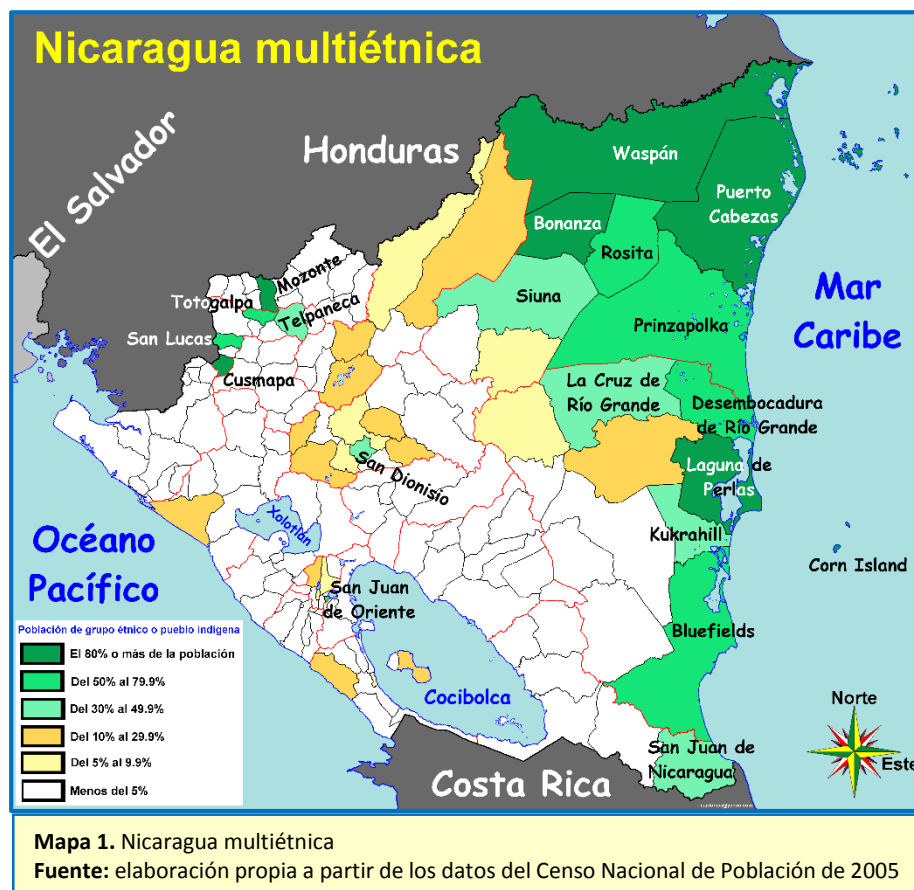 Nicaragua multiétnica
El Salvador
Honduras
Waspán
Puerto
Cabezas
Bonanza
Rosita
Mozonte
Totogalpa
Telpaneca
Siuna
Mar
Caribe
San Lucas
Prinzapolka
Cusmapa
La Cruz de
Río Grande
Desembocadura
de Río Grande
San Dionisio
Laguna de
Perlas
Xolotlán
Océano
Pacífico
Kukrahill
Corn Island
San Juan
de Oriente
Bluefields
Población de grupo étnico o pueblo indigena
El 80% o más de la población
Del 50% al 79.9%
Del 30% al 49.9%
Del 10% al 29.9%
Del 5% al 9.9%
Menos del 5%
Cocibolca
Norte
Este
San Juan de
Nicaragua
Costa Rica
Mapa 1. Nicaragua multiétnica
Fuente: elaboración propia a partir de los datos del Censo Nacional de Población de 2005